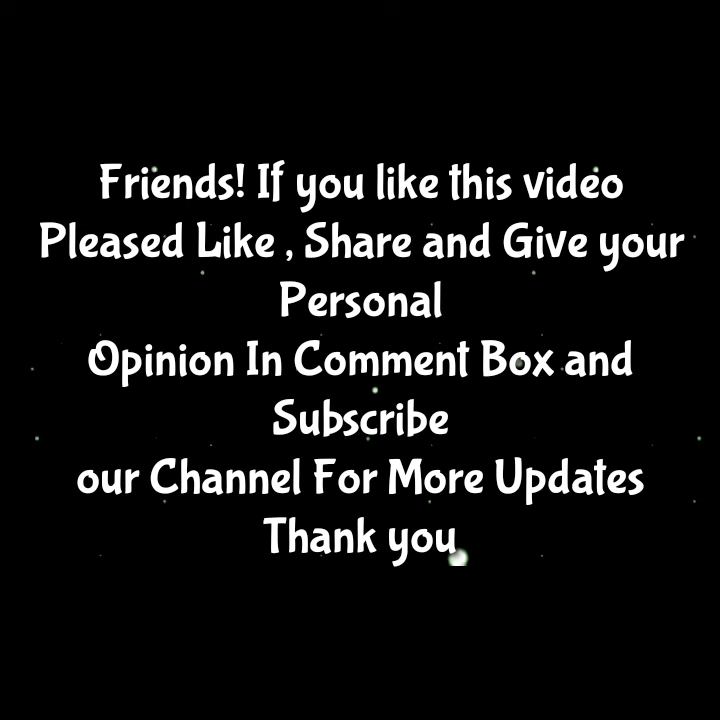 Friends! If you like this video
Pleased Like , Share and Give your
Personal
Opinion In Comment Box and
Subscribe
our Channel For More Updates
Thank you